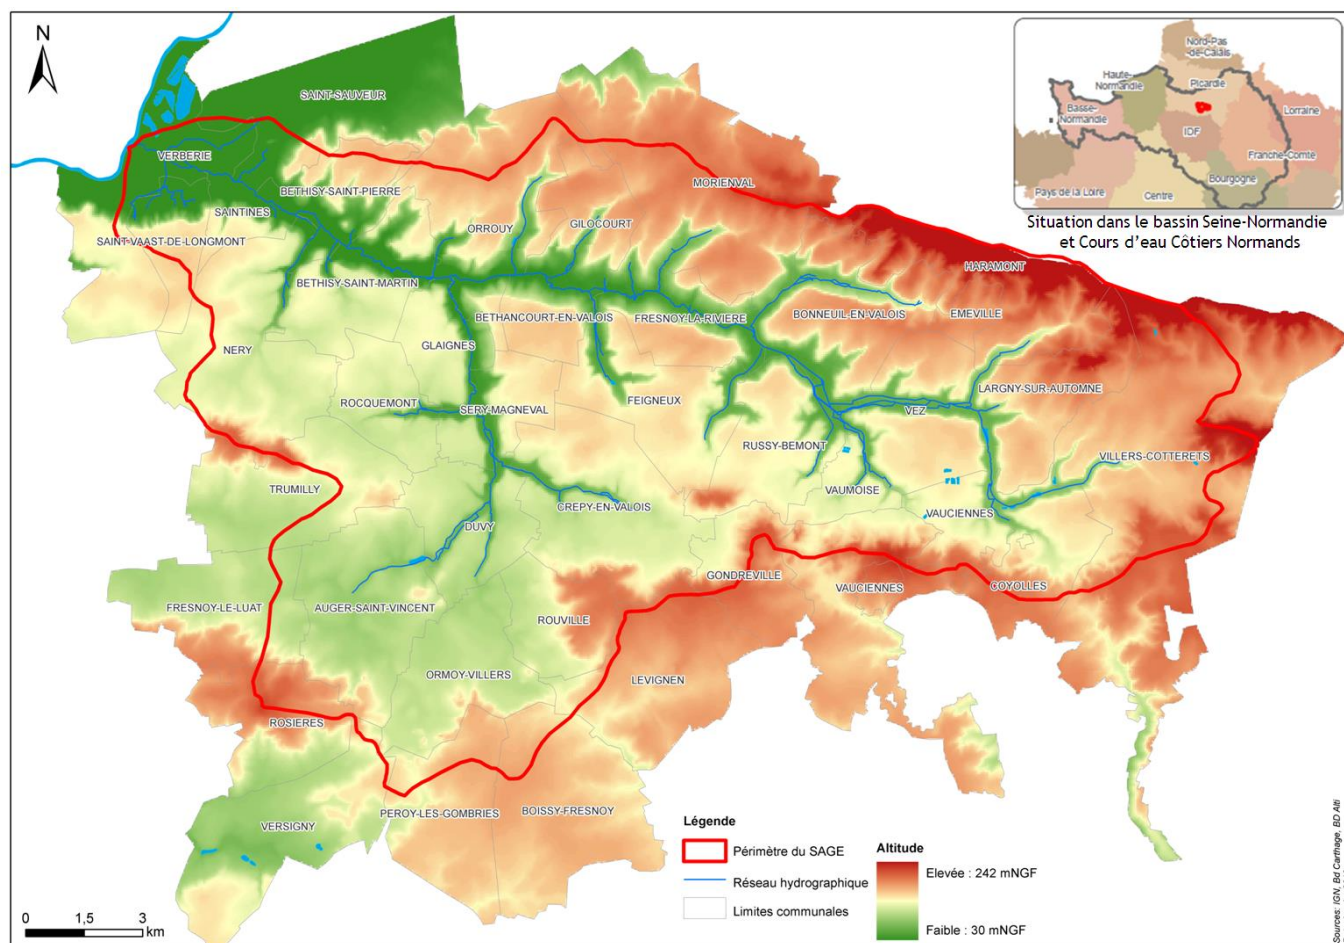 N
Nord-Pas
-de-Calais
Haute-
Normandie
Picardie
Basse-
Normandie
Lorraine
IDF
Franche-Comte
Bourgogne
Pays de la Loire
Centre
Situation dans le bassin Seine-Normandie
et Cours d'eau Côtiers Normands
SAINT-SAUVEUR
VERBERIE
BETHISY-SAINT-PIERRE
MORIENVAL
SAINTINES
ORROUY
GILOCOURT
SAINT-VAAST-DE-LONGMONT
HARAMONT
BETHISY-SAINT-MARTIN
BETHANCOURT-EN-VALOIS
FRESNOY-LA-RIVIERE
BONNEUIL-EN-VALOIS
EMEVILLE
NERY
GLAIGNES
LARGNY-SUR-AUTOMNE
ROCQUEMONT
SERY-MAGNEVAL
FEIGNEUX
VEZ
RUSSY-BEMONT
VILLERS-COTTERETS
TRUMILLY
VAUMOISE
CREPY-EN-VALOIS
VAUCIENNES
DUVY
GONDREVILLE
VAUCIENNES
COYOLLES
FRESNOY-LE-LUAT
AUGER-SAINT-VINCENT
ROUVILLE
ORMOY-VILLERS
LEVIGNEN
ROSIERES
PEROY-LES-GOMBRIES
BOISSY-FRESNOY
VERSIGNY
Légende
Périmètre du SAGE
Réseau hydrographique
Limites communales
Altitude
Elevée : 242 mNGF
Faible : 30 mNGF
0 1,5 3
km
Sources: IGN, Bd Carthage, BD Alti